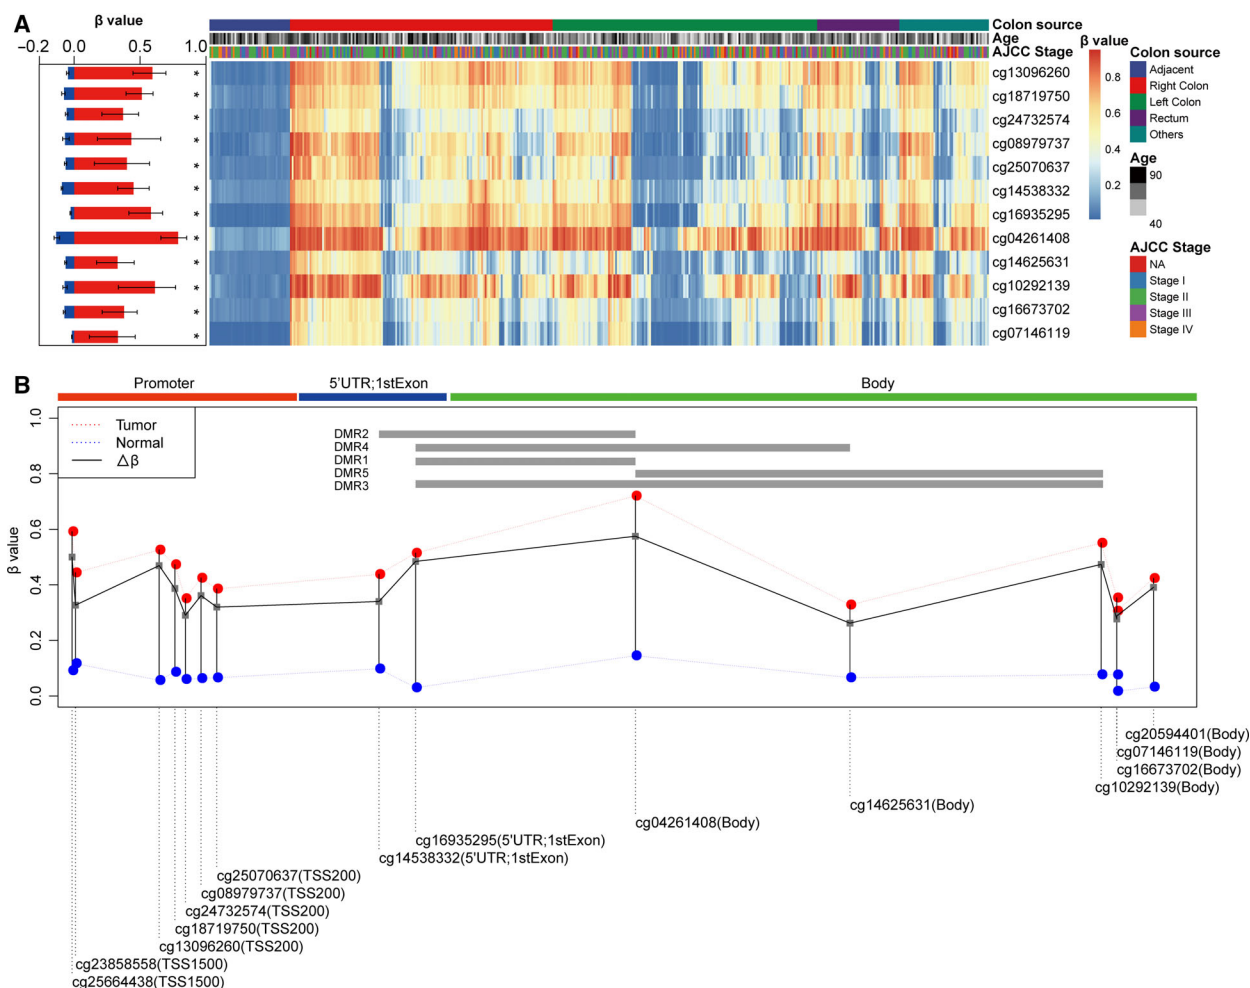 A
β value
−0.2 0.0 0.5 1.0
* * * * * * * * * * * *
Colon source
Age
AJCC Stage
cg13096260
cg18719750
cg24732574
cg08979737
cg25070637
cg14538332
cg16935295
cg04261408
cg14625631
cg10292139
cg16673702
cg07146119
β value
0.8
0.6
0.4
0.2
Colon source
Adjacent
Right Colon
Left Colon
Rectum
Others
Age
90
40
AJCC Stage
NA
Stage I
Stage II
Stage III
Stage IV
B
Promoter 5'UTR;1stExon Body
β value
1.0
0.8
0.6
0.4
0.2
0.0
Tumor
Normal
△β
DMR2
DMR4
DMR1
DMR5
DMR3
cg20594401(Body)
cg07146119(Body)
cg16673702(Body)
cg10292139(Body)
cg14625631(Body)
cg04261408(Body)
cg16935295(5'UTR;1stExon)
cg14538332(5'UTR;1stExon)
cg25070637(TSS200)
cg08979737(TSS200)
cg24732574(TSS200)
cg18719750(TSS200)
cg13096260(TSS200)
cg23858558(TSS1500)
cg25664438(TSS1500)